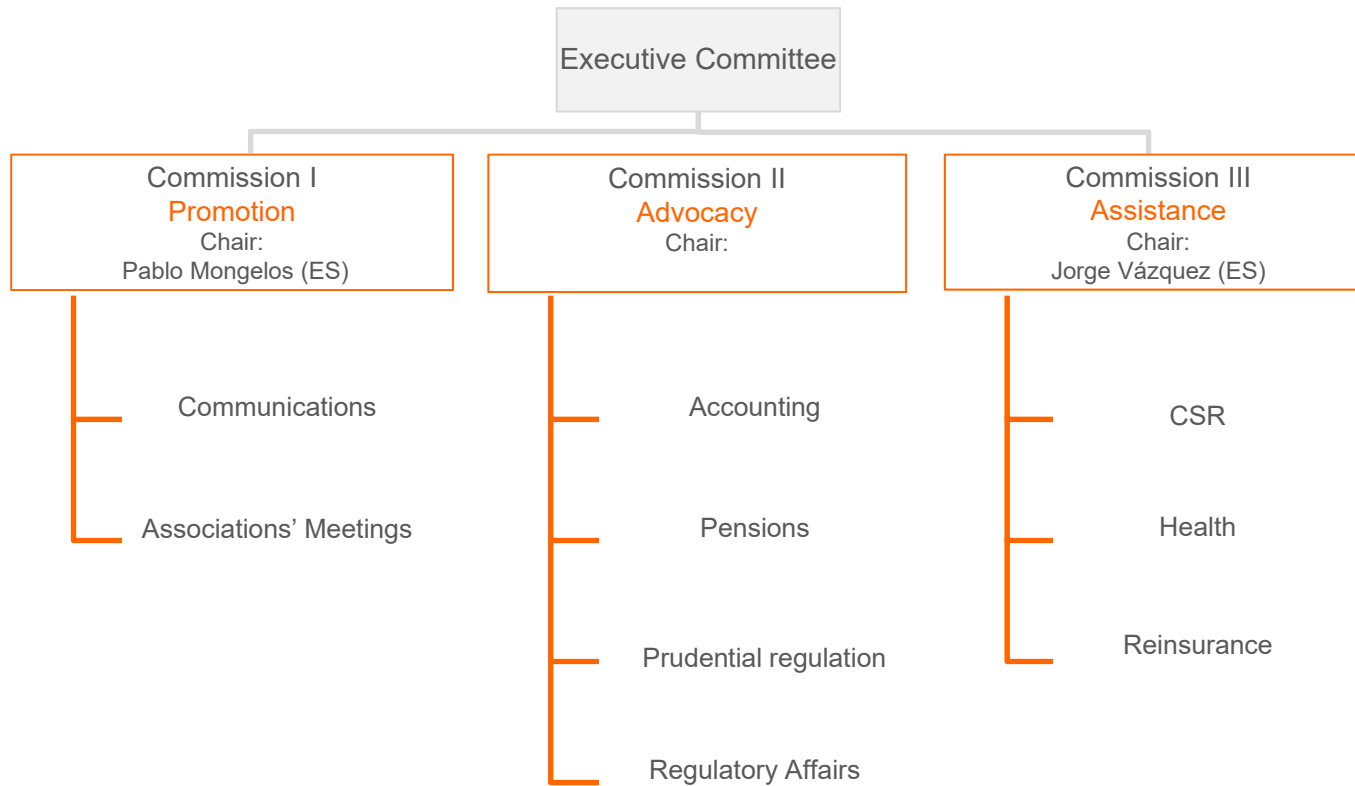 Executive Committee
Commission I
Promotion
Chair:
Pablo Mongelos (ES)
Communications
Associations’ Meetings
Commission II
Advocacy
Chair:
Accounting
Pensions
Prudential regulation
Regulatory Affairs
Commission III
Assistance
Chair:
Jorge Vázquez (ES)
CSR
Health
Reinsurance